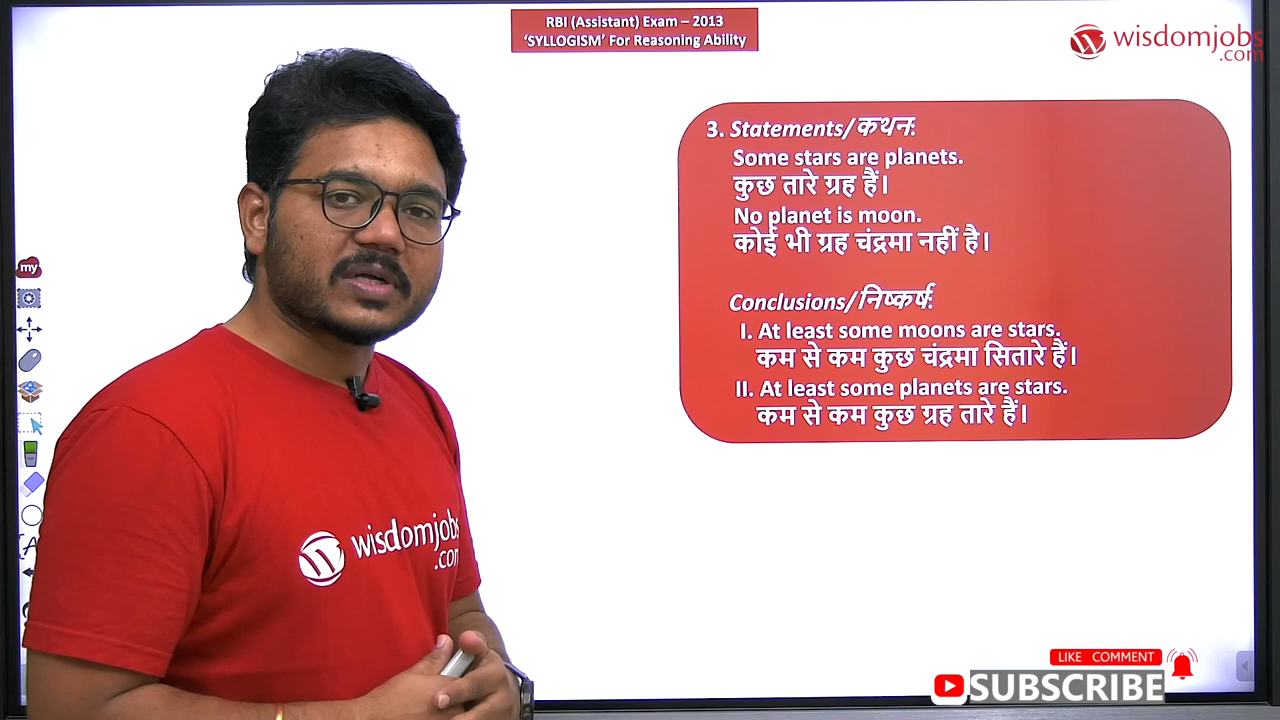 RBI (Assistant) Exam – 2013
‘SYLLOGISM’ For Reasoning Ability
wisdomjobs
.com
3. Statements/कथन:
Some stars are planets.
कुछ तारे ग्रह हैं।
No planet is moon.
कोई भी ग्रह चंद्रमा नहीं है।
Conclusions/निष्कर्ष:
I. At least some moons are stars.
कम से कम कुछ चंद्रमा सितारे हैं।
II. At least some planets are stars.
कम से कम कुछ ग्रह तारे हैं।
my
wisdomjobs
.com
LIKE COMMENT
SUBSCRIBE